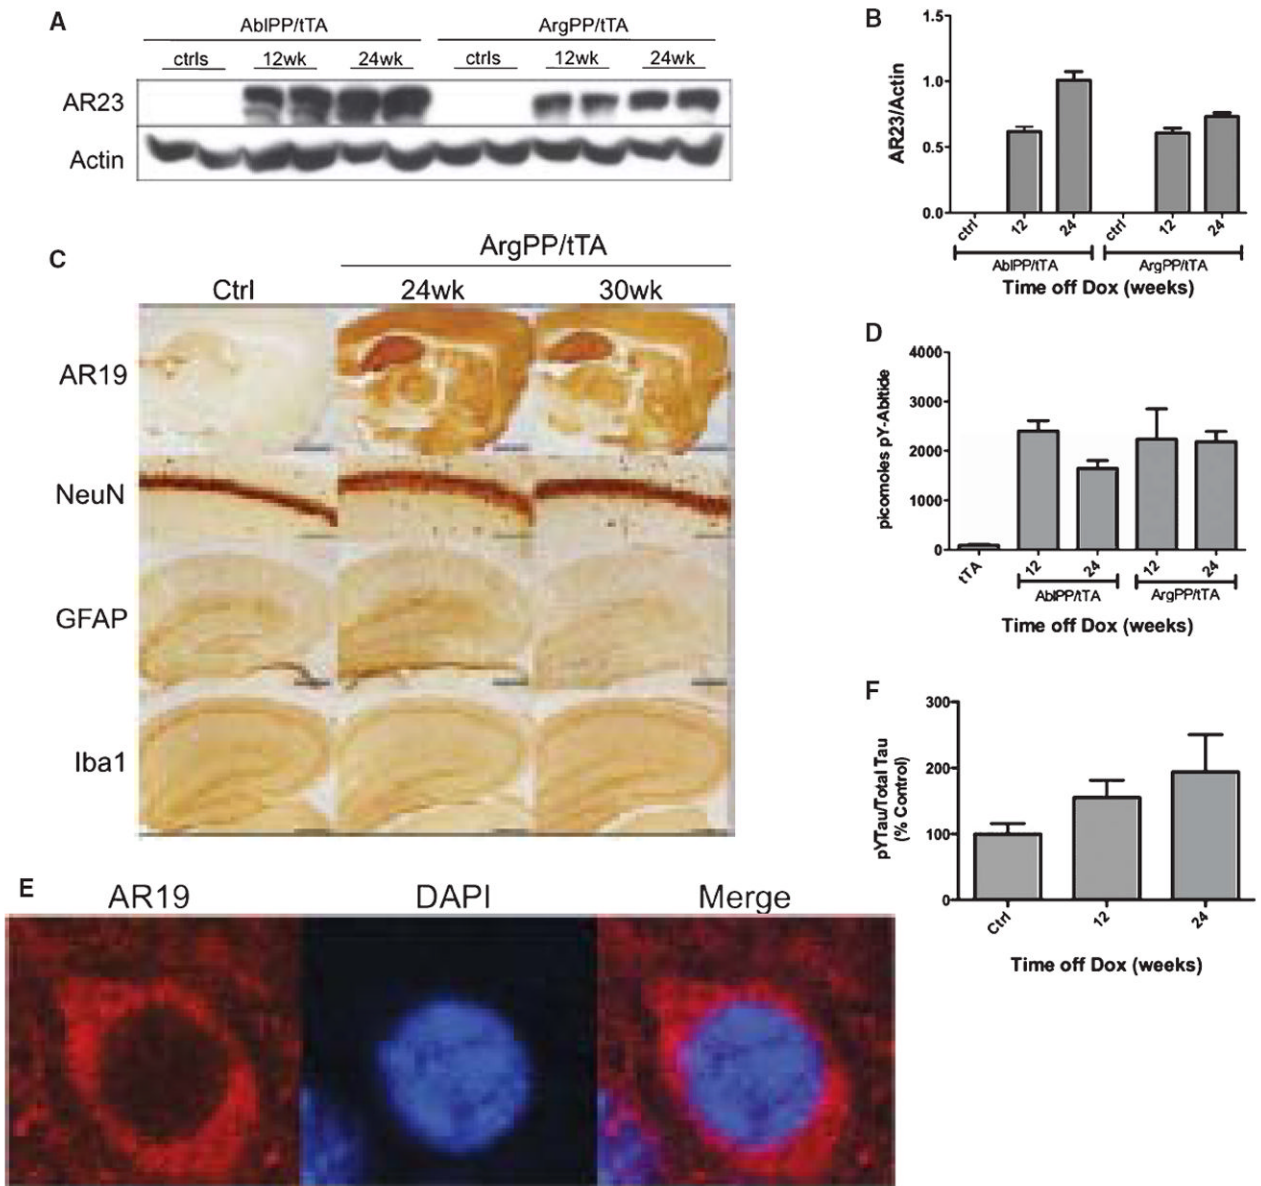 A
AblPP/tTA
ArgPP/tTA
ctrls
12wk
24wk
ctrls
12wk
24wk
AR23
Actin
B
1.5
1.0
0.5
0.0
AR23/Actin
ctrl
12
24
ctrl
12
24
AblPP/tTA
ArgPP/tTA
Time off Dox (weeks)
C
ArgPP/tTA
Ctrl
24wk
30wk
AR19
NeuN
GFAP
Iba1
D
4000
3000
2000
1000
0
picomoles pY-Abltide
tTA
12
24
12
24
AblPP/tTA
ArgPP/tTA
Time off Dox (weeks)
E
AR19
DAPI
Merge
F
300
200
100
0
pYTau/Total Tau
(% Control)
Ctrl
12
24
Time off Dox (weeks)